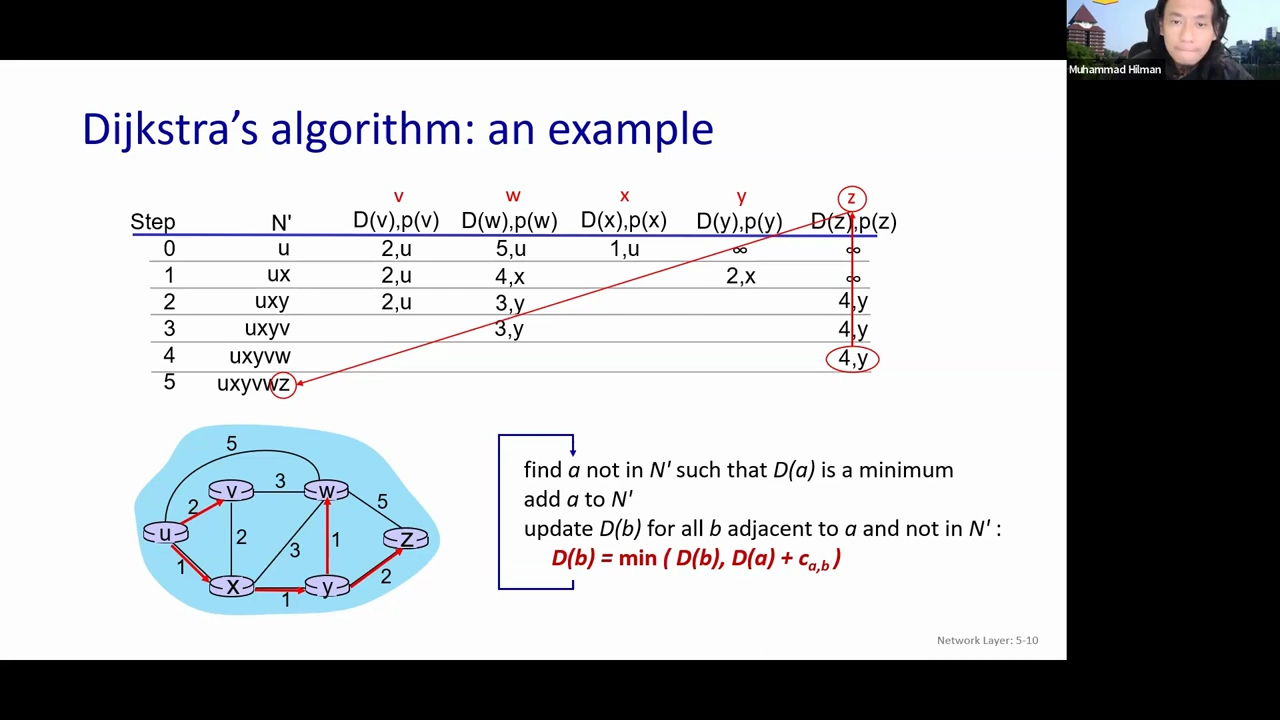 Muhammad Hilman
Dijkstra's algorithm: an example
v w x y z
Step N' D(v),p(v) D(w),p(w) D(x),p(x) D(y),p(y) D(z),p(z)
0 u 2,u 5,u 1,u ∞ ∞
1 ux 2,u 4,x 2,x ∞
2 uxy 2,u 3,y 4,y
3 uxyv 3,y 4,y
4 uxyvw 4,y
5 uxyvwz
5
v 3 w 5
2
u 2 3 1 z
1 2
x 1 y
find a not in N' such that D(a) is a minimum
add a to N'
update D(b) for all b adjacent to a and not in N' :
D(b) = min ( D(b), D(a) + ca,b )
Network Layer: 5-10